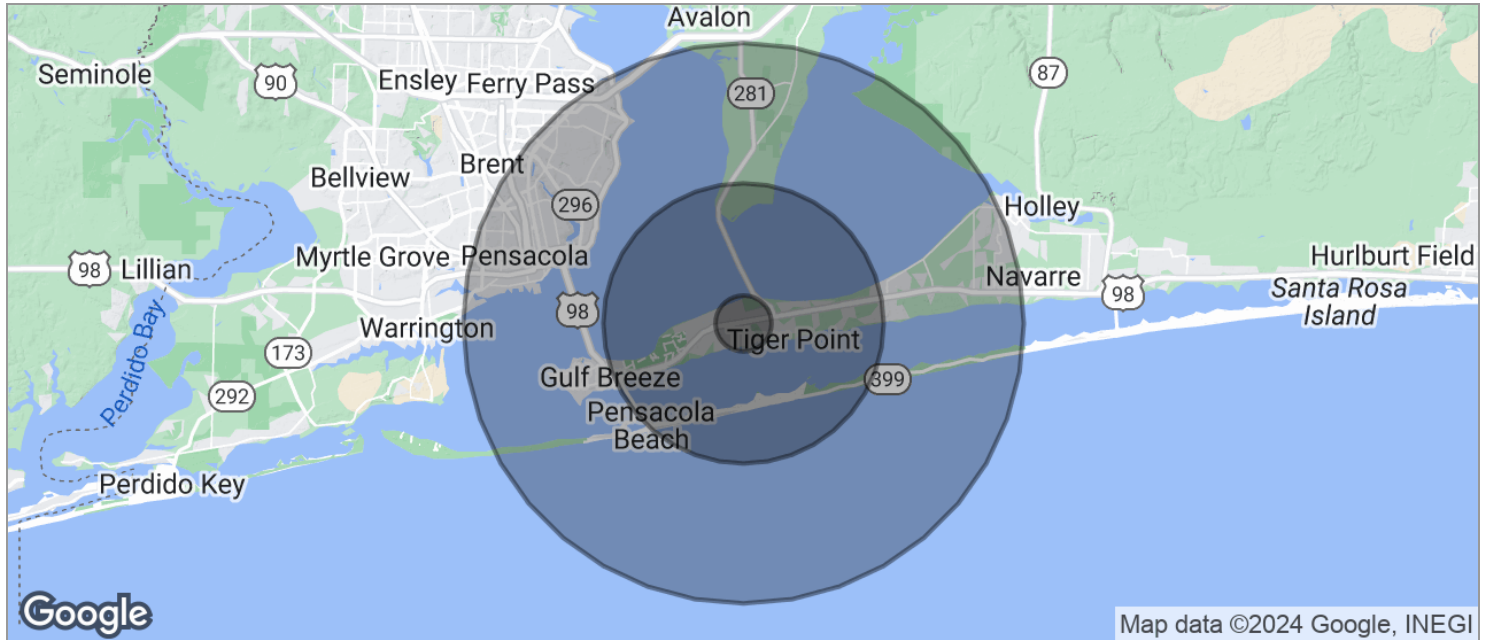 Avalon
Seminole
90
Ensley
Ferry Pass
281
87
Brent
Bellview
296
Holley
Myrtle Grove
Pensacola
98
Lillian
Navarre
Hurlburt Field
98
Santa Rosa
Island
98
Warrington
Tiger Point
Perdido Bay
173
Gulf Breeze
399
292
Pensacola
Beach
Perdido Key
Google
Map data ©2024 Google, INEGI